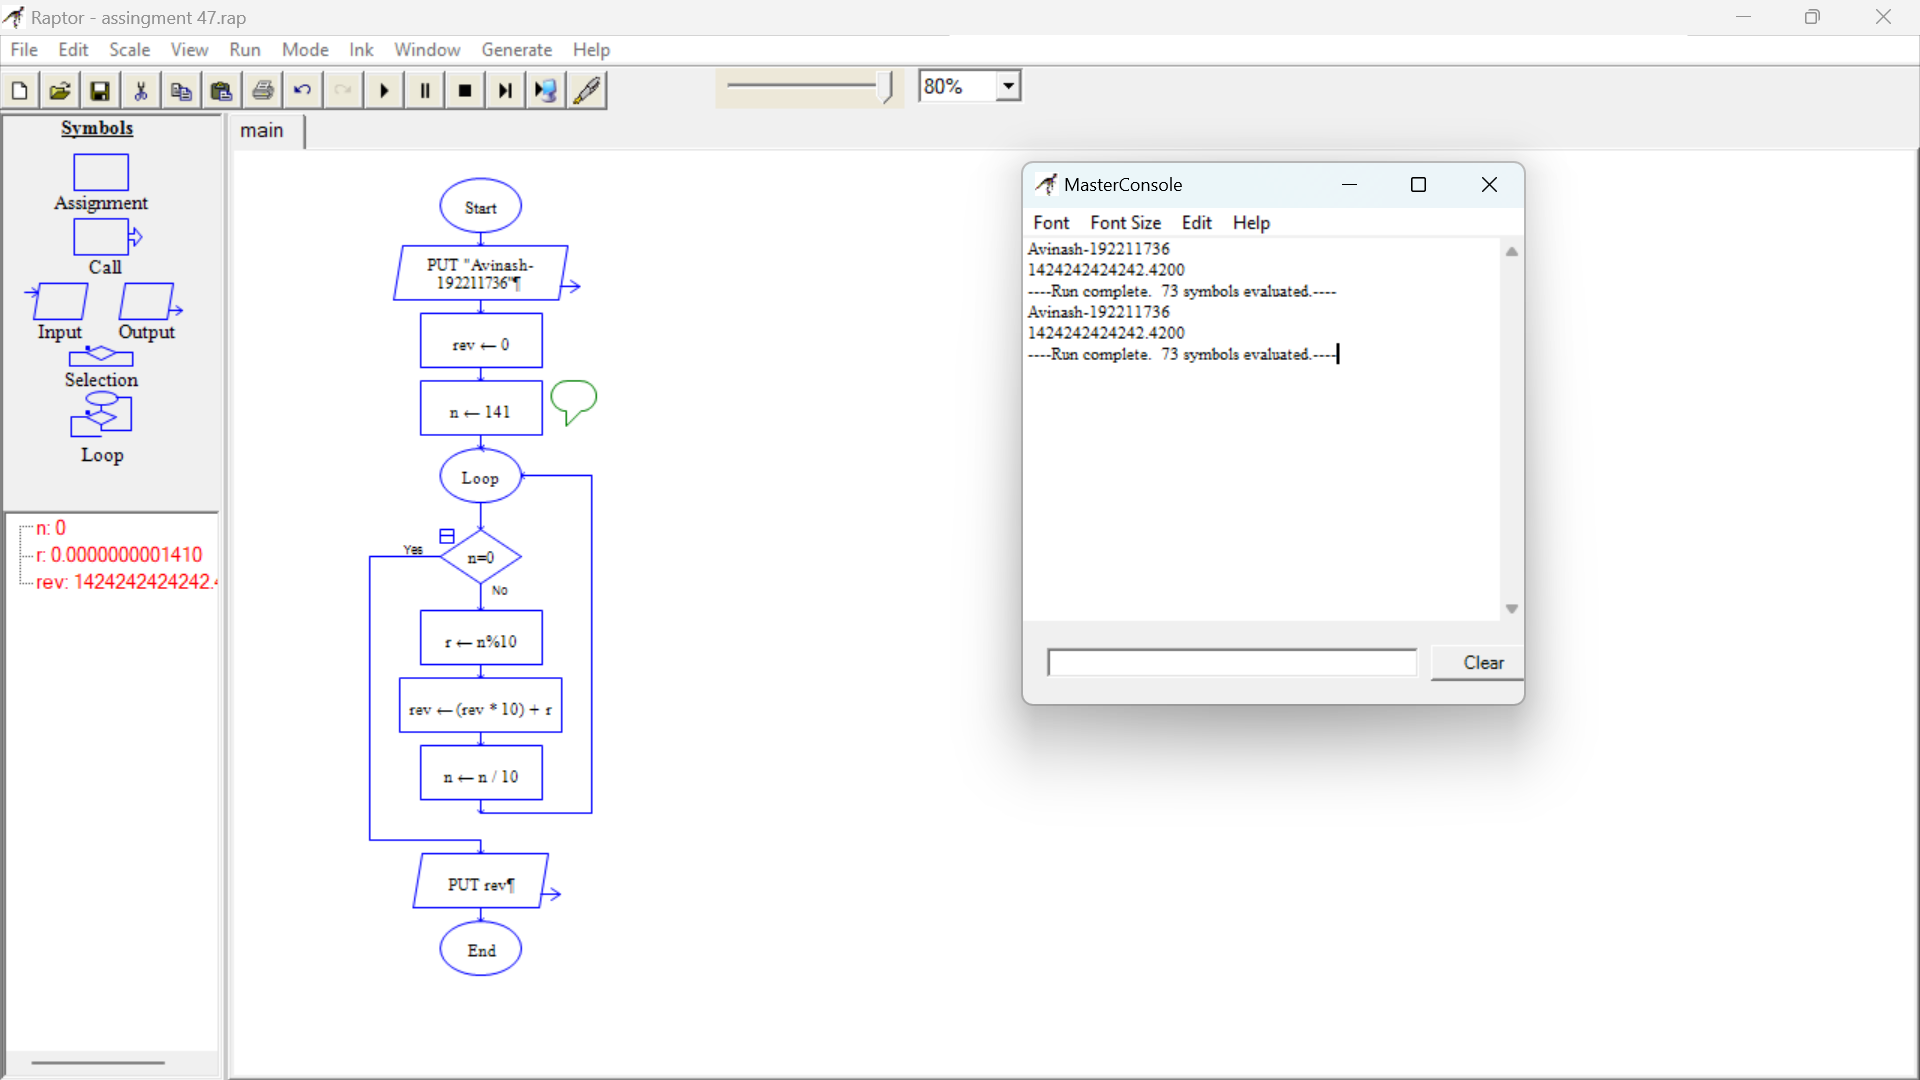 Raptor - assingment 47.rap
File Edit Scale View Run Mode Ink Window Generate Help
80%
Symbols
Assignment
Call
Input Output
Selection
Loop
n: 0
r: 0.0000000001410
rev: 1424242424242.4
main
Start
PUT "Avinash-
192211736"¶
rev ← 0
n ← 141
Loop
Yes
n=0
No
r ← n%10
rev ← (rev * 10) + r
n ← n / 10
PUT rev¶
End
MasterConsole
Font Font Size Edit Help
Avinash-192211736
1424242424242.4200
----Run complete. 73 symbols evaluated.----
Avinash-192211736
1424242424242.4200
----Run complete. 73 symbols evaluated.----
Clear